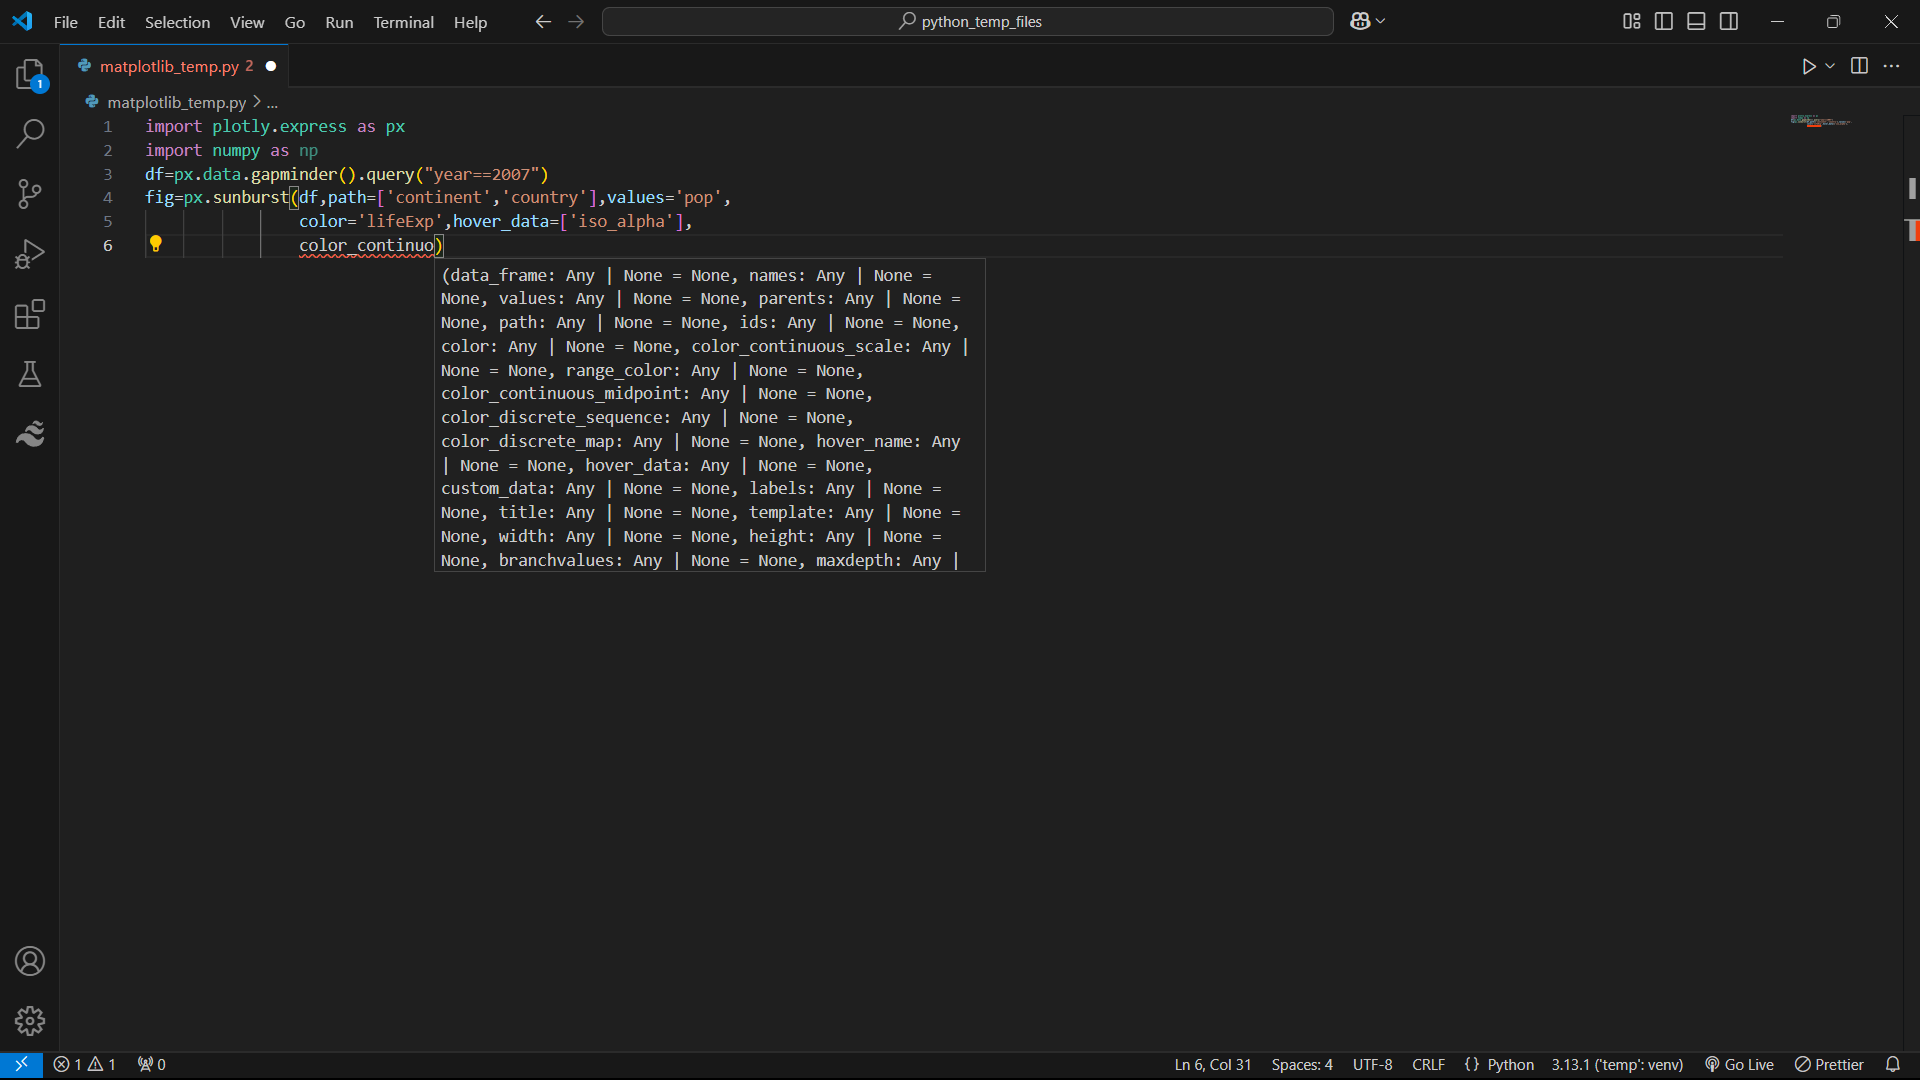 File Edit Selection View Go Run Terminal Help
python_temp_files
matplotlib_temp.py 2
1
matplotlib_temp.py > ...
1 import plotly.express as px
2 import numpy as np
3 df=px.data.gapminder().query("year==2007")
4 fig=px.sunburst(df,path=['continent','country'],values='pop',
5 color='lifeExp',hover_data=['iso_alpha'],
6 color_continuo)
(data_frame: Any | None = None, names: Any | None =
None, values: Any | None = None, parents: Any | None =
None, path: Any | None = None, ids: Any | None = None,
color: Any | None = None, color_continuous_scale: Any |
None = None, range_color: Any | None = None,
color_continuous_midpoint: Any | None = None,
color_discrete_sequence: Any | None = None,
color_discrete_map: Any | None = None, hover_name: Any
| None = None, hover_data: Any | None = None,
custom_data: Any | None = None, labels: Any | None =
None, title: Any | None = None, template: Any | None =
None, width: Any | None = None, height: Any | None =
None, branchvalues: Any | None = None, maxdepth: Any |
1 1 0 Ln 6, Col 31 Spaces: 4 UTF-8 CRLF {} Python 3.13.1 ('temp': venv) Go Live Prettier